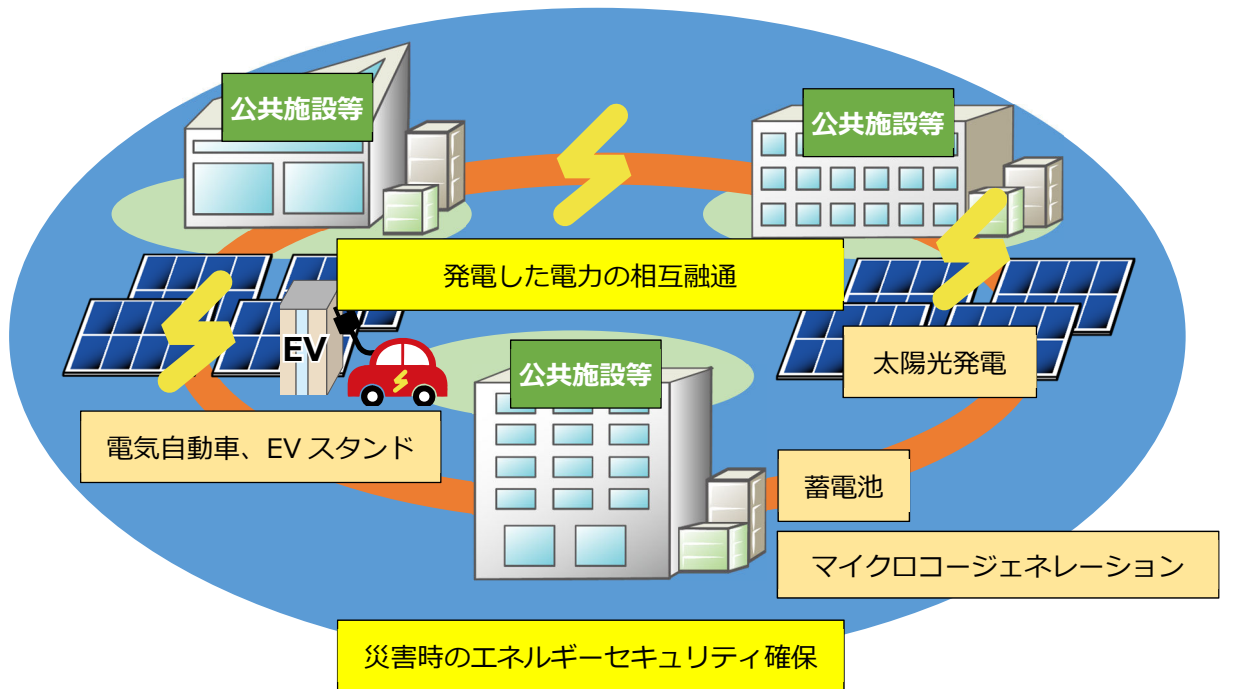 公共施設等
公共施設等
発電した電力の相互融通
EV
公共施設等
太陽光発電
電気自動車、EV スタンド
蓄電池
マイクロコージェネレーション
災害時のエネルギーセキュリティ確保